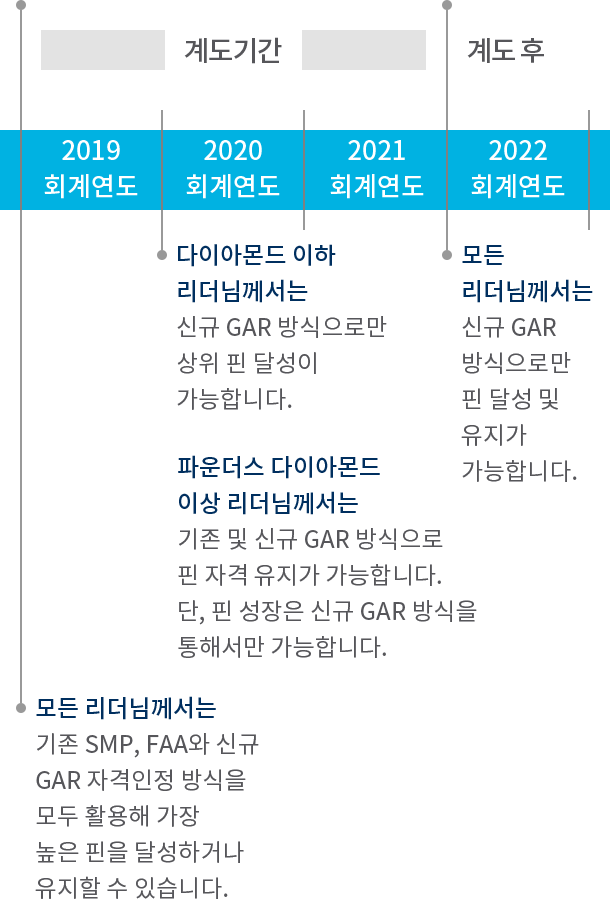 계도기간
계도 후
2019
회계연도
2020
회계연도
2021
회계연도
2022
회계연도
다이아몬드 이하
리더님께서는
신규 GAR 방식으로만
상위 핀 달성이
가능합니다.
파운더스 다이아몬드
이상 리더님께서는
기존 및 신규 GAR 방식으로
핀 자격 유지가 가능합니다.
단, 핀 성장은 신규 GAR 방식을
통해서만 가능합니다.
모든
리더님께서는
신규 GAR
방식으로만
핀 달성 및
유지가
가능합니다.
모든 리더님께서는
기존 SMP, FAA와 신규
GAR 자격인정 방식을
모두 활용해 가장
높은 핀을 달성하거나
유지할 수 있습니다.